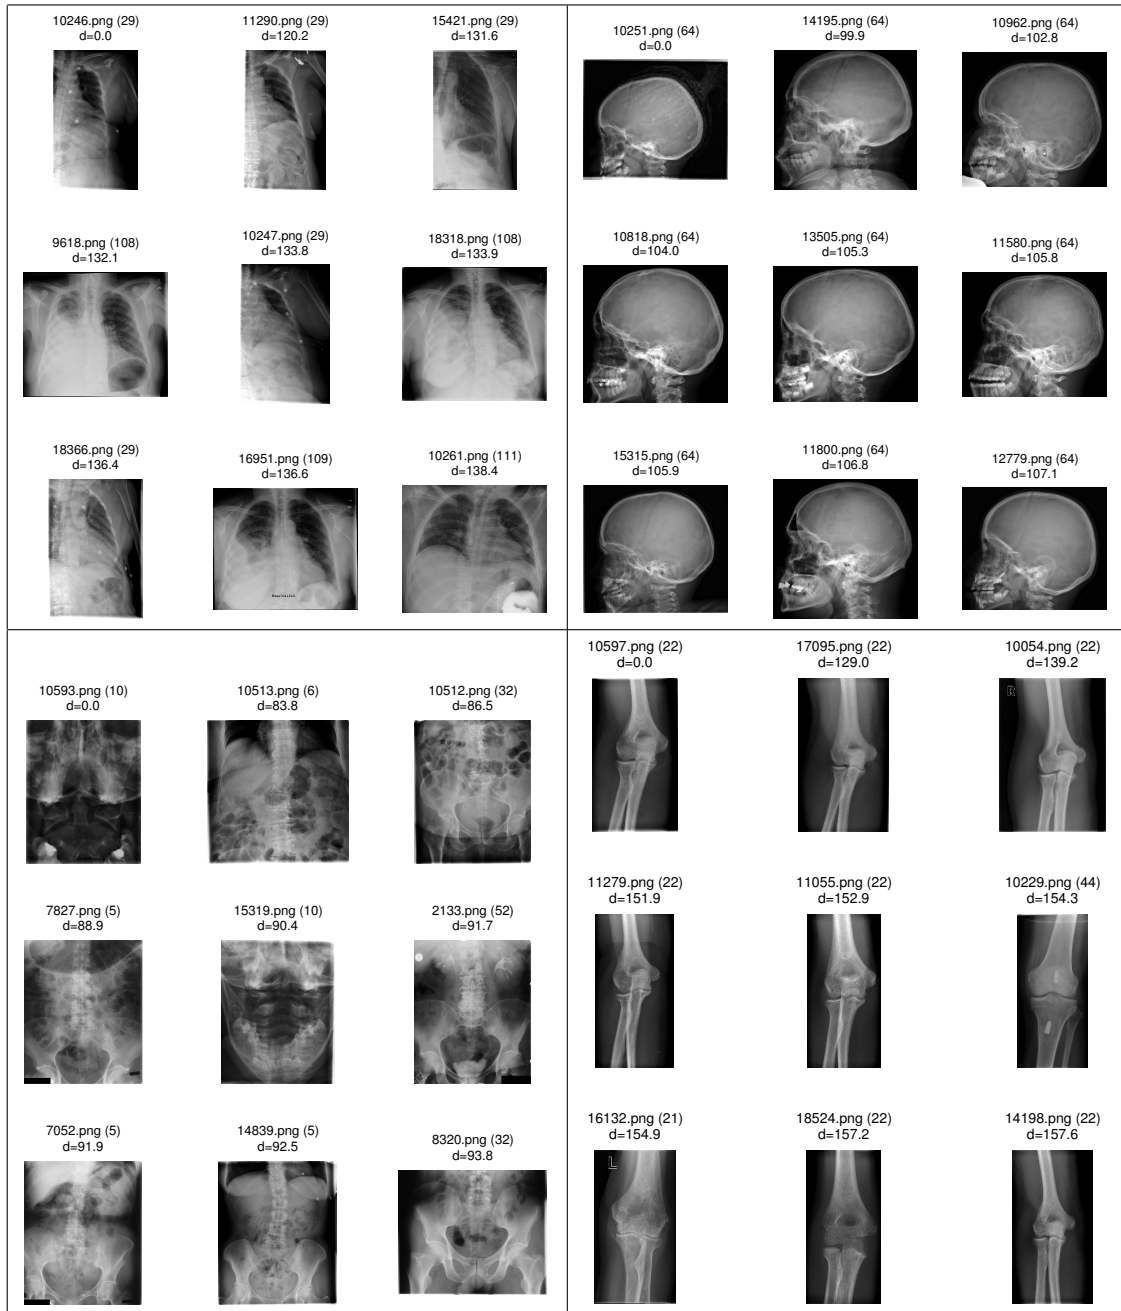 10246.png (29)
d=0.0
11290.png (29)
d=120.2
15421.png (29)
d=131.6
9618.png (108)
d=132.1
10247.png (29)
d=133.8
18318.png (108)
d=133.9
18366.png (29)
d=136.4
16951.png (109)
d=136.6
10261.png (111)
d=138.4
10251.png (64)
d=0.0
14195.png (64)
d=99.9
10962.png (64)
d=102.8
10818.png (64)
d=104.0
13505.png (64)
d=105.3
11580.png (64)
d=105.8
15315.png (64)
d=105.9
11800.png (64)
d=106.8
12779.png (64)
d=107.1
10593.png (10)
d=0.0
10513.png (6)
d=83.8
10512.png (32)
d=86.5
7827.png (5)
d=88.9
15319.png (10)
d=90.4
2133.png (52)
d=91.7
7052.png (5)
d=91.9
14839.png (5)
d=92.5
8320.png (32)
d=93.8
10597.png (22)
d=0.0
17095.png (22)
d=129.0
10054.png (22)
d=139.2
R
11279.png (22)
d=151.9
11055.png (22)
d=152.9
10229.png (44)
d=154.3
16132.png (21)
d=154.9
L
18524.png (22)
d=157.2
14198.png (22)
d=157.6